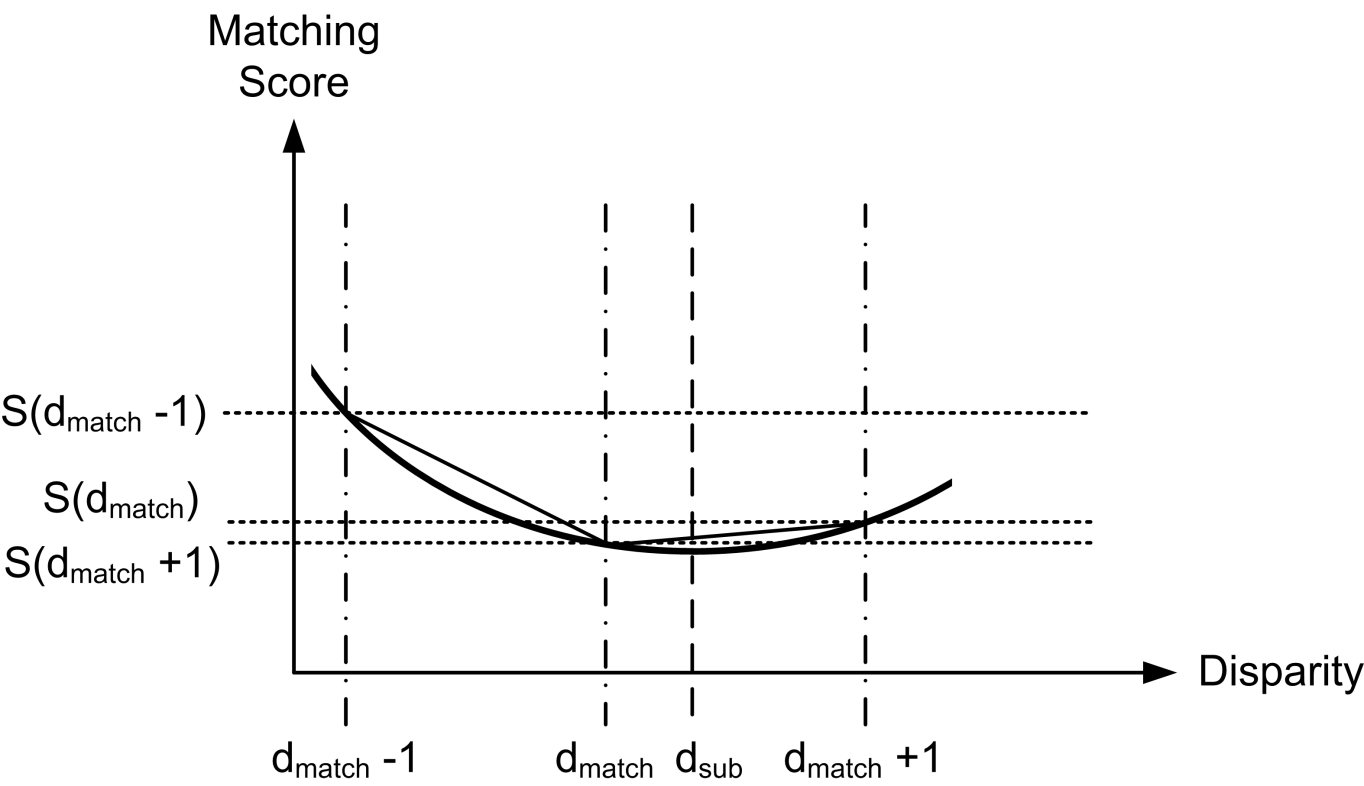 Matching
Score
S(dmatch -1)
S(dmatch)
S(dmatch +1)
Disparity
dmatch -1
dmatch
dsub
dmatch +1